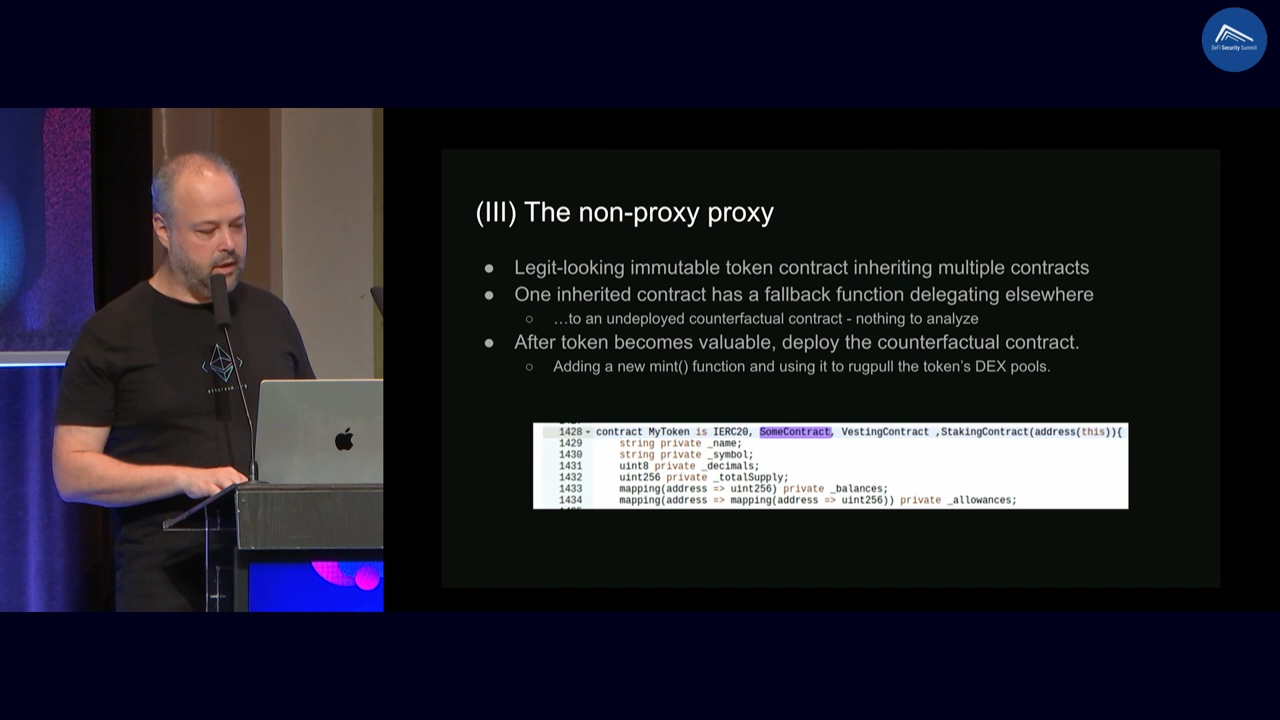 DeFi Security Summit
(III) The non-proxy proxy
● Legit-looking immutable token contract inheriting multiple contracts
● One inherited contract has a fallback function delegating elsewhere
○ …to an undeployed counterfactual contract - nothing to analyze
● After token becomes valuable, deploy the counterfactual contract.
○ Adding a new mint() function and using it to rugpull the token's DEX pools.
1428 contract MyToken is IERC20, SomeContract, VestingContract ,StakingContract(address(this)){
1429 string private _name;
1430 string private _symbol;
1431 uint8 private _decimals;
1432 uint256 private _totalSupply;
1433 mapping(address => uint256) private _balances;
1434 mapping(address => mapping(address => uint256)) private _allowances;